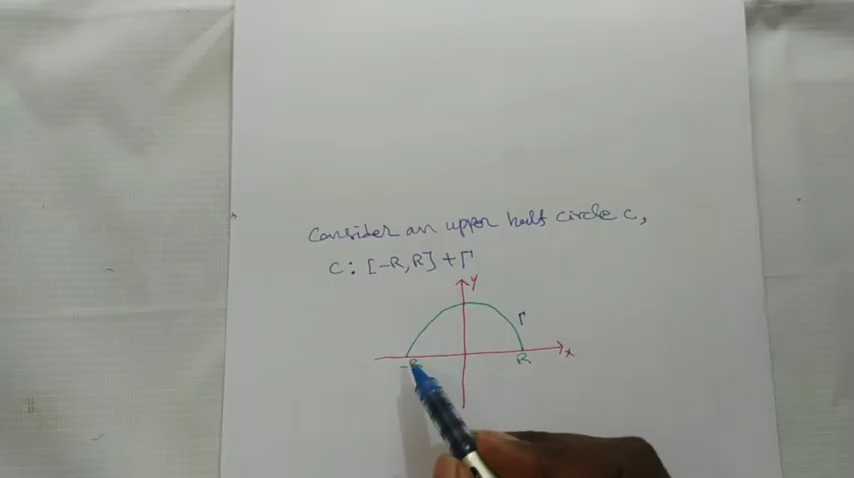 Consider an upper half circle C,
C: [-R, R] + Γ
y
Γ
-R R x